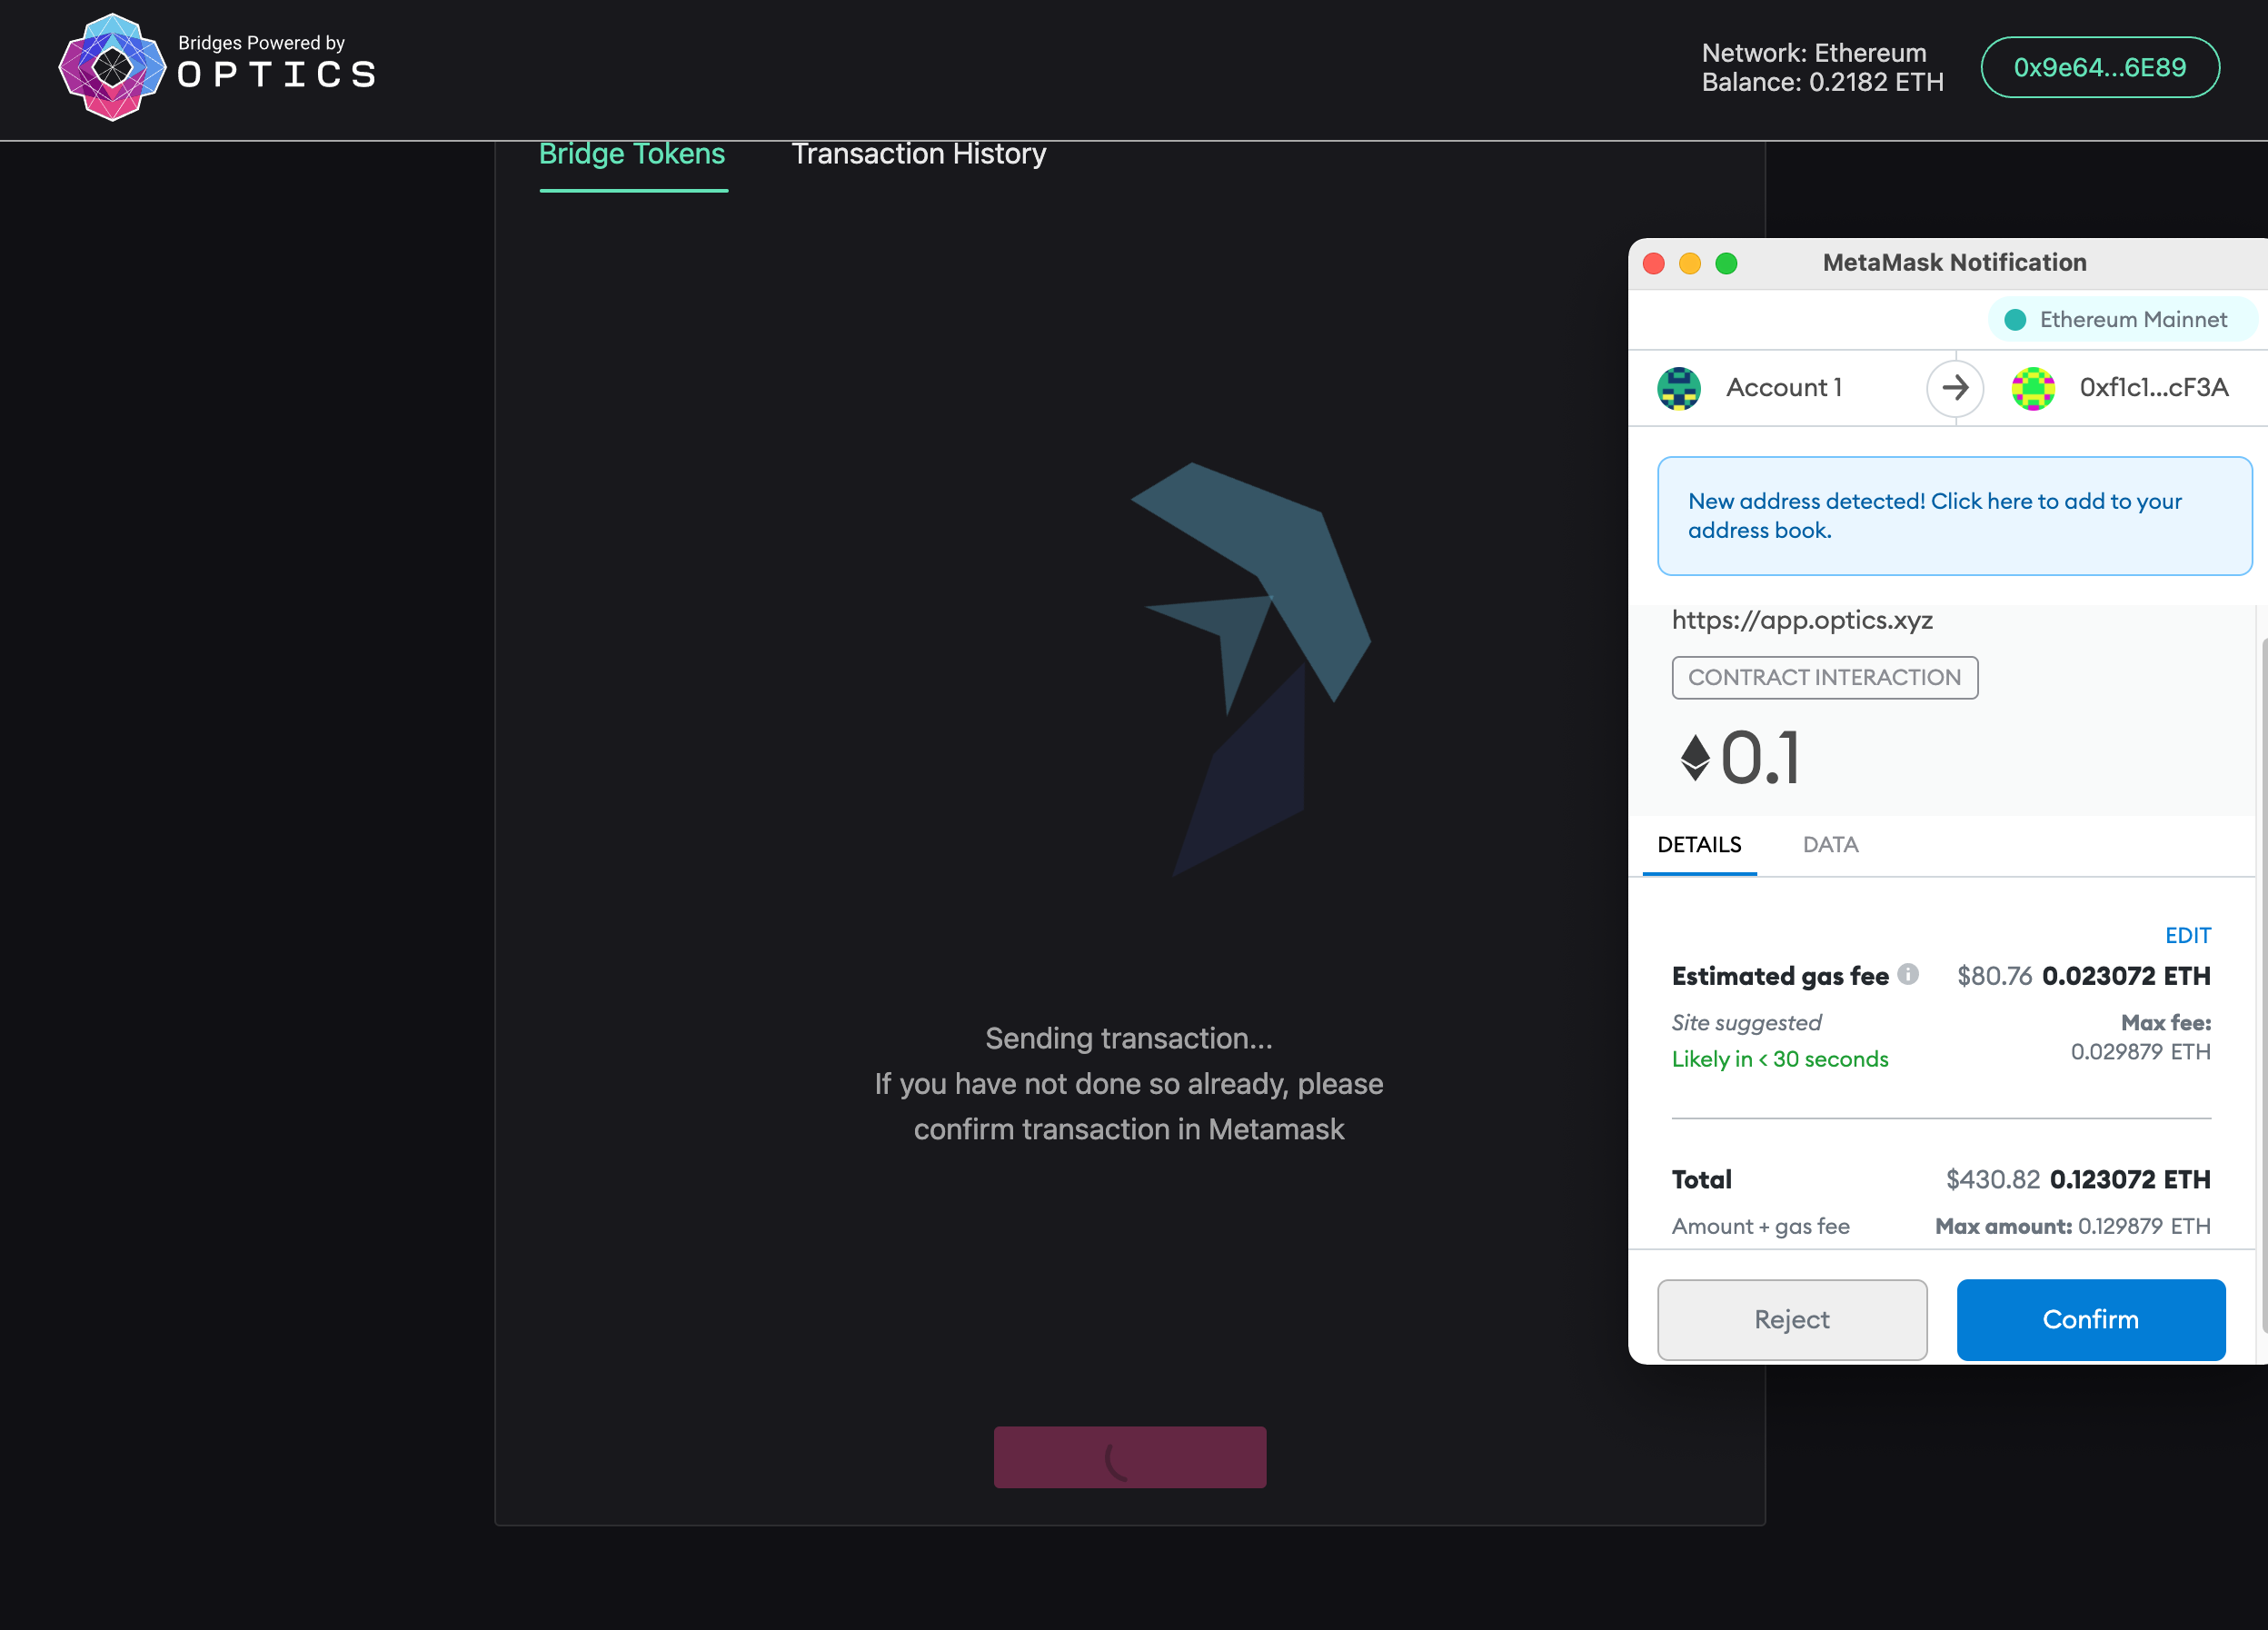 Bridges Powered by
OPTICS
Network: Ethereum
Balance: 0.2182 ETH
0x9e64...6E89
Bridge Tokens
Transaction History
Sending transaction...
If you have not done so already, please
confirm transaction in Metamask
MetaMask Notification
Ethereum Mainnet
Account 1
0xf1c1...cF3A
New address detected! Click here to add to your
address book.
https://app.optics.xyz
CONTRACT INTERACTION
0.1
DETAILS
DATA
EDIT
Estimated gas fee $80.76 0.023072 ETH
Site suggested Max fee:
Likely in < 30 seconds 0.029879 ETH
Total $430.82 0.123072 ETH
Amount + gas fee Max amount: 0.129879 ETH
Reject
Confirm